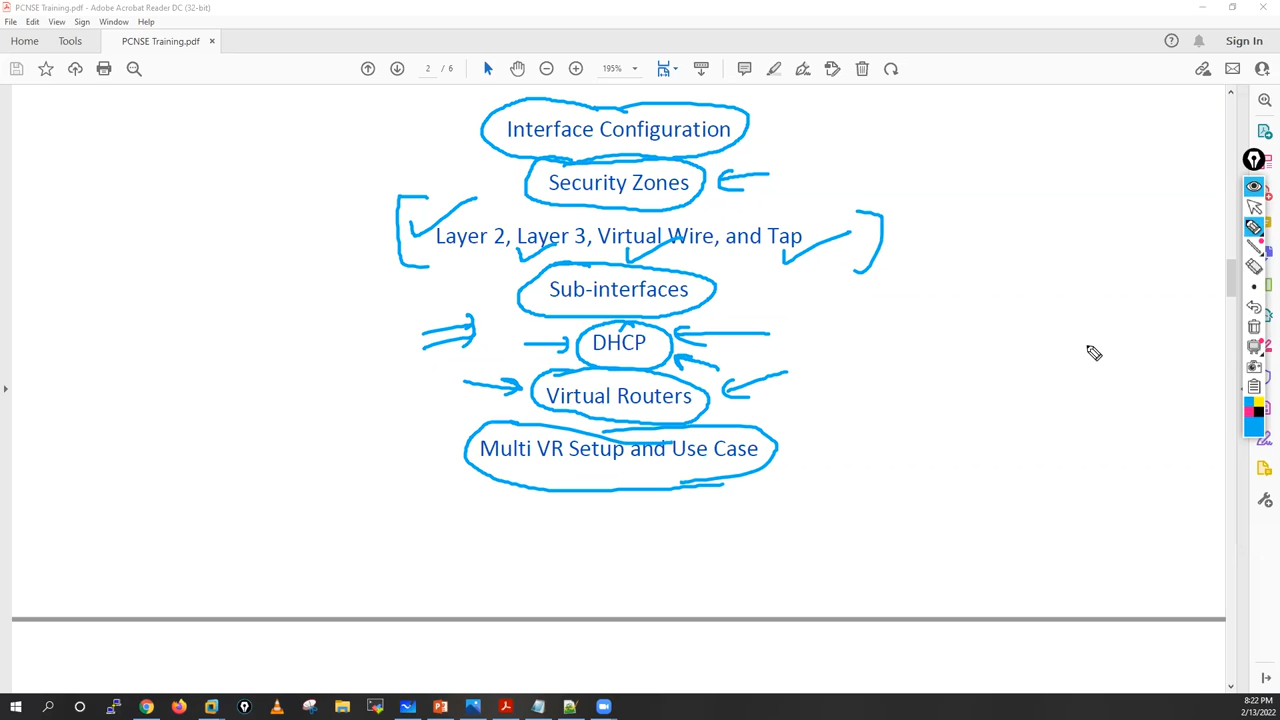 PCNSE Training.pdf - Adobe Acrobat Reader DC (32-bit)
File Edit View Sign Window Help
Home Tools PCNSE Training.pdf × Sign In
2 / 6 195%
Interface Configuration
Security Zones
Layer 2, Layer 3, Virtual Wire, and Tap
Sub-interfaces
DHCP
Virtual Routers
Multi VR Setup and Use Case
8:22 PM
2/13/2022